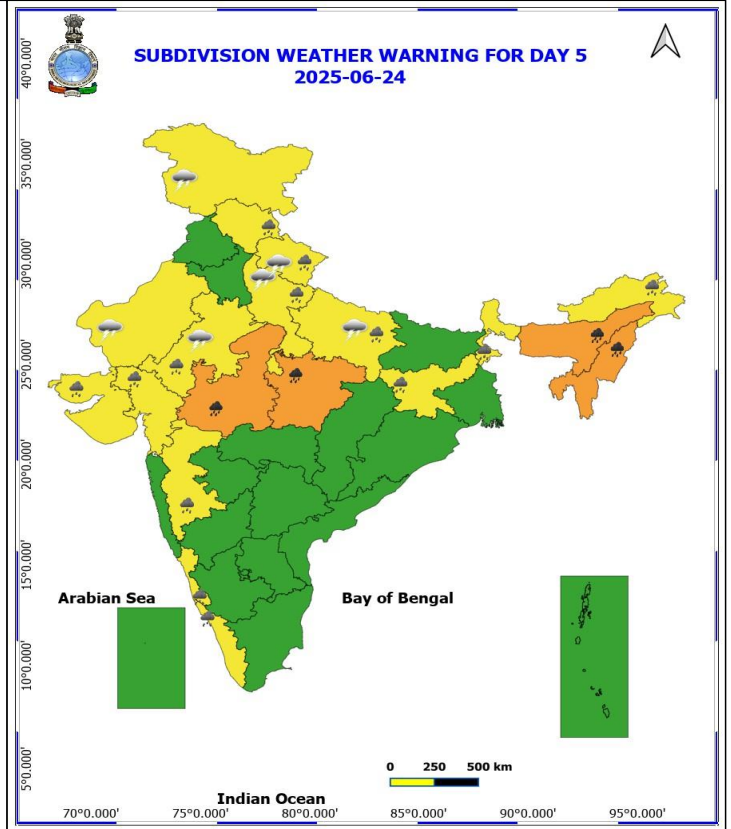 SUBDIVISION WEATHER WARNING FOR DAY 5
2025-06-24
40°0.000'
35°0.000'
30°0.000'
25°0.000'
20°0.000'
15°0.000'
10°0.000'
5°0.000'
Arabian Sea
Bay of Bengal
0 250 500 km
Indian Ocean
70°0.000' 75°0.000' 80°0.000' 85°0.000' 90°0.000' 95°0.000'